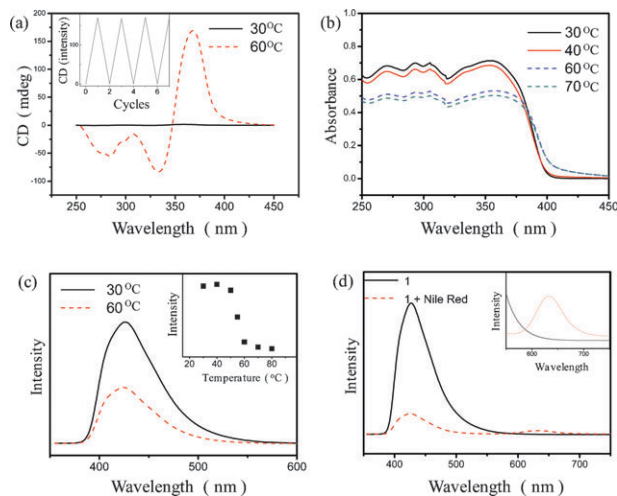 (a)
CD (intensity)
150
0
0 2 4 6
Cycles
30°C
60°C
CD ( mdeg )
200
150
100
50
0
-50
-100
250 300 350 400 450
Wavelength ( nm )
(b)
30°C
40°C
60°C
70°C
Absorbance
1.0
0.8
0.6
0.4
0.2
0.0
250 300 350 400 450
Wavelength ( nm )
(c)
30°C
60°C
Intensity
Intensity
20 40 60 80
Temperature ( °C )
400 450 500 550 600
Wavelength ( nm )
(d)
1
1 + Nile Red
Intensity
600 700
Wavelength
400 500 600 700
Wavelength ( nm )